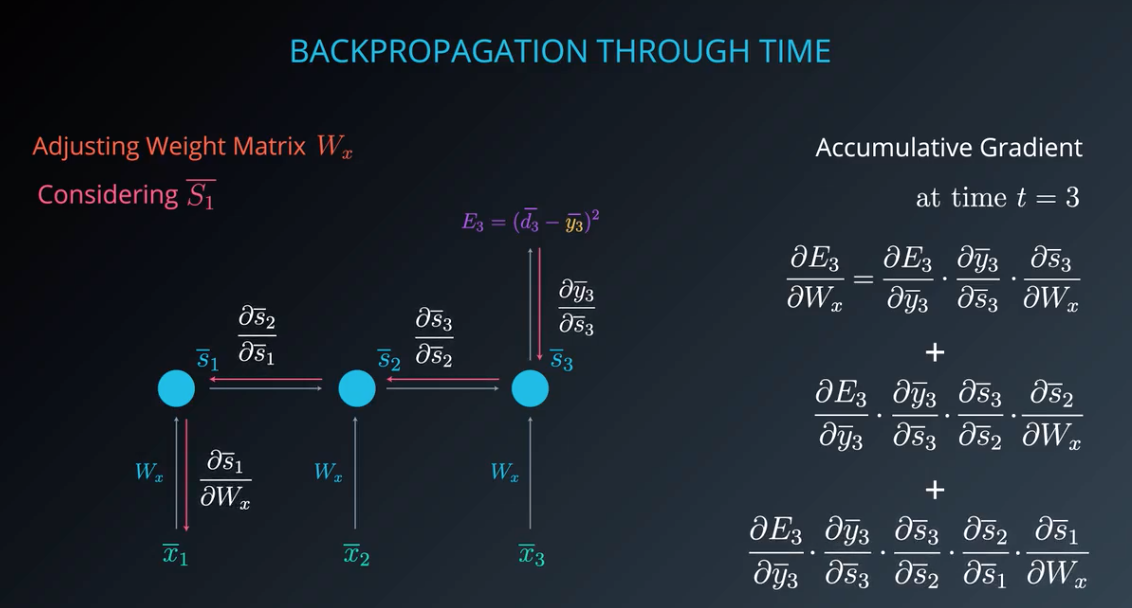 BACKPROPAGATION THROUGH TIME
Adjusting Weight Matrix $W_x$
Considering $\overline{S_1}$
$E_3 = (\overline{d}_3 - \overline{y}_3)^2$
$\frac{\partial \overline{y}_3}{\partial \overline{s}_3}$
$\frac{\partial \overline{s}_2}{\partial \overline{s}_1}$
$\frac{\partial \overline{s}_3}{\partial \overline{s}_2}$
$\overline{s}_1$ $\overline{s}_2$ $\overline{s}_3$
$W_x$ $\frac{\partial \overline{s}_1}{\partial W_x}$ $W_x$ $W_x$
$\overline{x}_1$ $\overline{x}_2$ $\overline{x}_3$
Accumulative Gradient
at time $t = 3$
$\frac{\partial E_3}{\partial W_x} = \frac{\partial E_3}{\partial \overline{y}_3} \cdot \frac{\partial \overline{y}_3}{\partial \overline{s}_3} \cdot \frac{\partial \overline{s}_3}{\partial W_x}$
+
$\frac{\partial E_3}{\partial \overline{y}_3} \cdot \frac{\partial \overline{y}_3}{\partial \overline{s}_3} \cdot \frac{\partial \overline{s}_3}{\partial \overline{s}_2} \cdot \frac{\partial \overline{s}_2}{\partial W_x}$
+
$\frac{\partial E_3}{\partial \overline{y}_3} \cdot \frac{\partial \overline{y}_3}{\partial \overline{s}_3} \cdot \frac{\partial \overline{s}_3}{\partial \overline{s}_2} \cdot \frac{\partial \overline{s}_2}{\partial \overline{s}_1} \cdot \frac{\partial \overline{s}_1}{\partial W_x}$